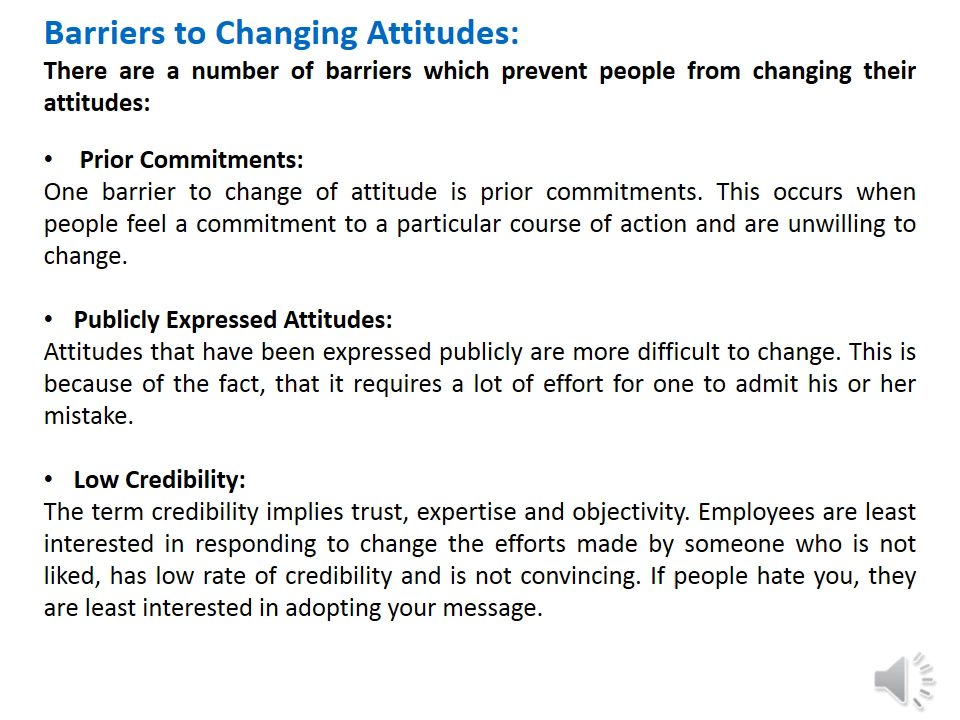 Barriers to Changing Attitudes:
There are a number of barriers which prevent people from changing their
attitudes:
• Prior Commitments:
One barrier to change of attitude is prior commitments. This occurs when
people feel a commitment to a particular course of action and are unwilling to
change.
• Publicly Expressed Attitudes:
Attitudes that have been expressed publicly are more difficult to change. This is
because of the fact, that it requires a lot of effort for one to admit his or her
mistake.
• Low Credibility:
The term credibility implies trust, expertise and objectivity. Employees are least
interested in responding to change the efforts made by someone who is not
liked, has low rate of credibility and is not convincing. If people hate you, they
are least interested in adopting your message.